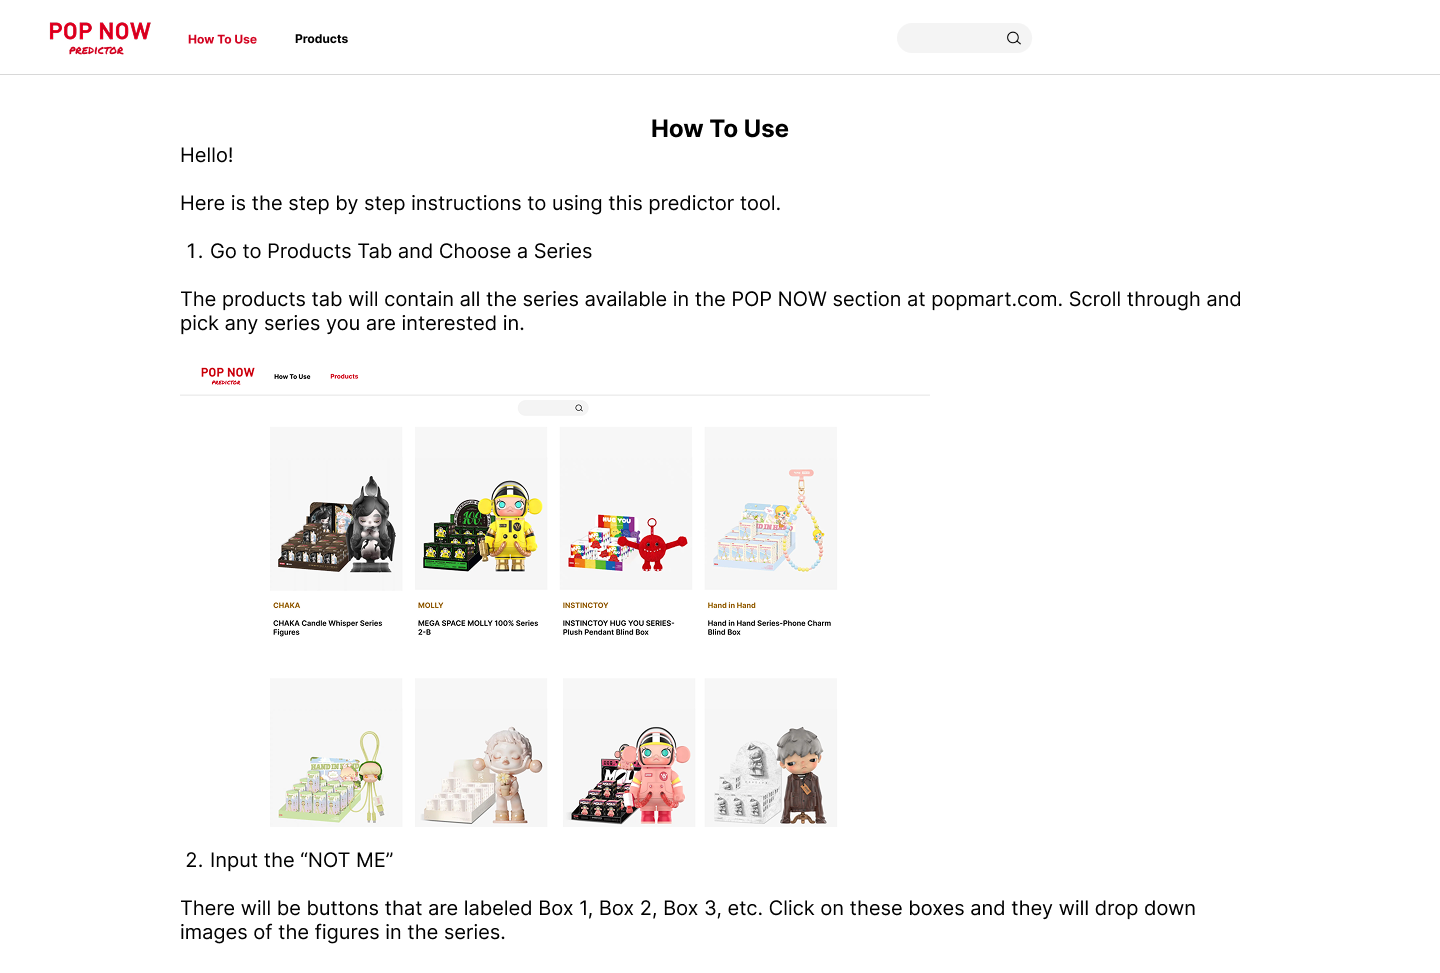 POP NOW
PREDICTOR
How To Use
Products
How To Use
Hello!
Here is the step by step instructions to using this predictor tool.
1. Go to Products Tab and Choose a Series
The products tab will contain all the series available in the POP NOW section at popmart.com. Scroll through and
pick any series you are interested in.
POP NOW
PREDICTOR
How To Use
Products
100
HUG YOU
CHAKA
CHAKA Candle Whisper Series
Figures
MOLLY
MEGA SPACE MOLLY 100% Series
2-B
INSTINCTOY
INSTINCTOY HUG YOU SERIES-
Plush Pendant Blind Box
Hand in Hand
Hand in Hand Series-Phone Charm
Blind Box
2. Input the “NOT ME”
There will be buttons that are labeled Box 1, Box 2, Box 3, etc. Click on these boxes and they will drop down
images of the figures in the series.